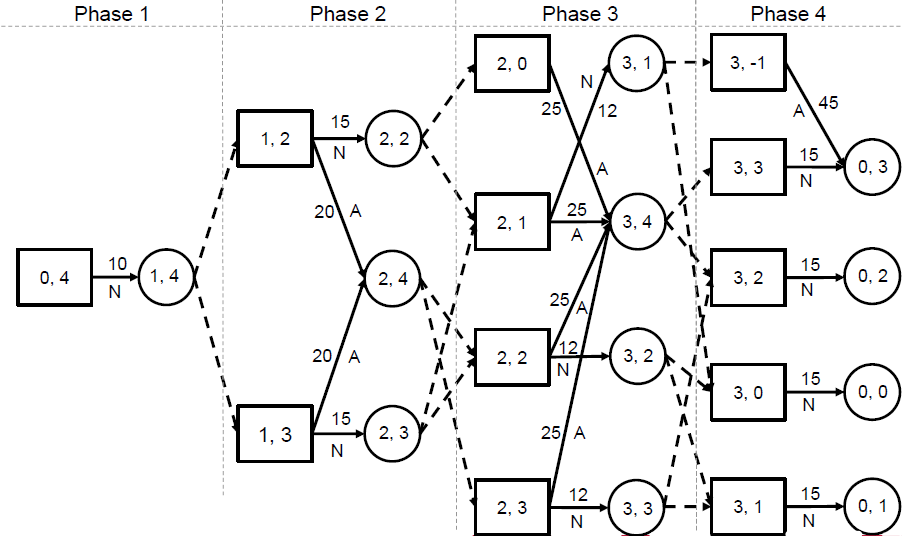 Phase 1 Phase 2 Phase 3 Phase 4
2, 0 3, 1 3, -1
N 45
25 12 A
1, 2 15 N 2, 2
A 3, 3 15 N 0, 3
20 A 2, 1 25 A 3, 4
0, 4 10 N 1, 4 2, 4 3, 2 15 N 0, 2
25 A
20 A 2, 2 12 N 3, 2
3, 0 15 N 0, 0
1, 3 15 N 2, 3 25 A
2, 3 12 N 3, 3 3, 1 15 N 0, 1